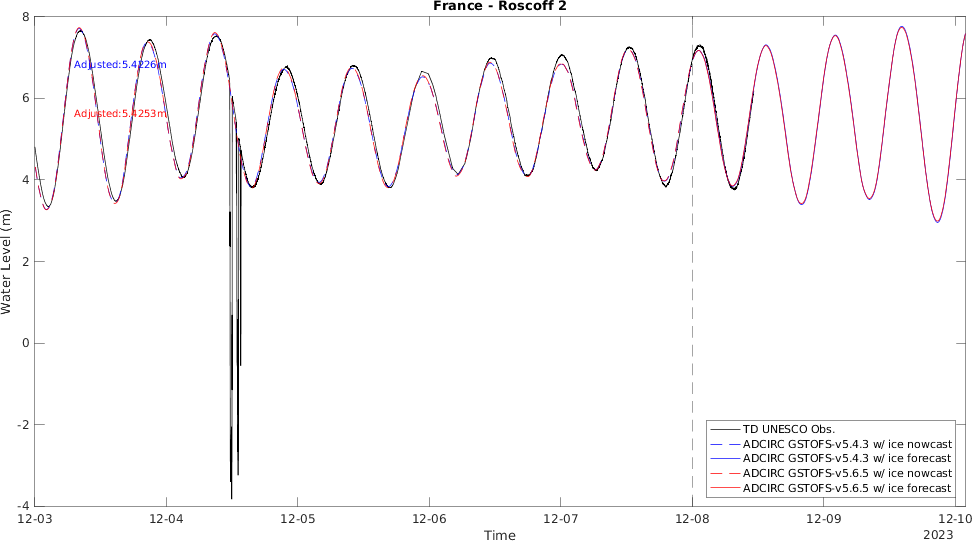 France - Roscoff 2
8
6
4
2
0
-2
-4
Water Level (m)
Adjusted:5.4226m
Adjusted:5.4253m
TD UNESCO Obs.
ADCIRC GSTOFS-v5.4.3 w/ ice nowcast
ADCIRC GSTOFS-v5.4.3 w/ ice forecast
ADCIRC GSTOFS-v5.6.5 w/ ice nowcast
ADCIRC GSTOFS-v5.6.5 w/ ice forecast
12-03 12-04 12-05 12-06 12-07 12-08 12-09 12-10
Time
2023